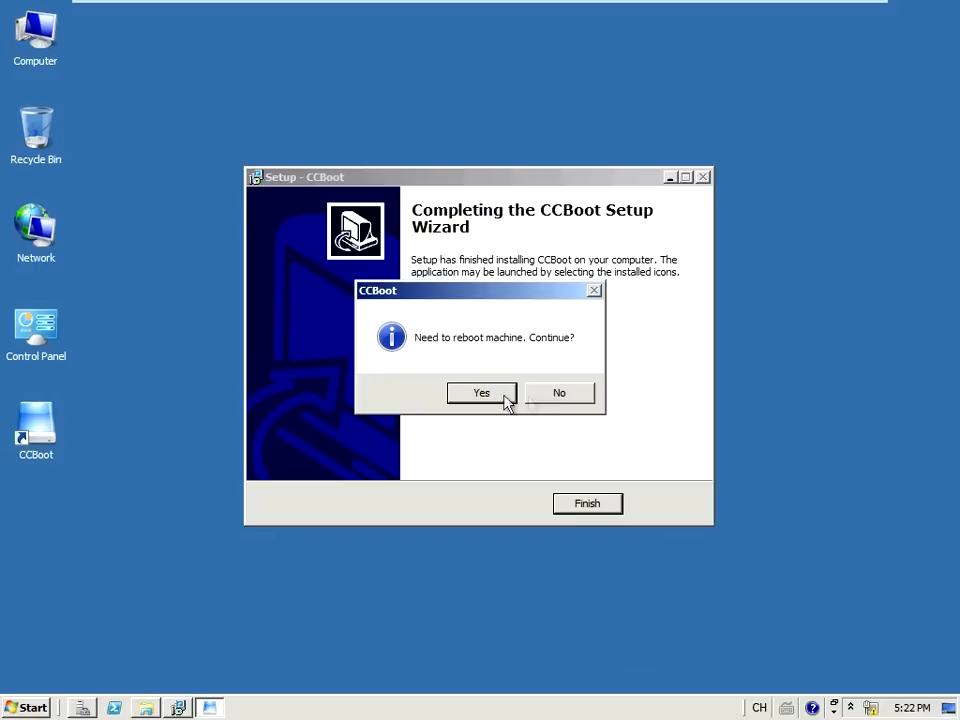 Computer
Recycle Bin
Network
Control Panel
CCBoot
Setup - CCBoot
Completing the CCBoot Setup
Wizard
Setup has finished installing CCBoot on your computer. The
application may be launched by selecting the installed icons.
CCBoot
Need to reboot machine. Continue?
Yes
No
Finish
Start
CH
5:22 PM